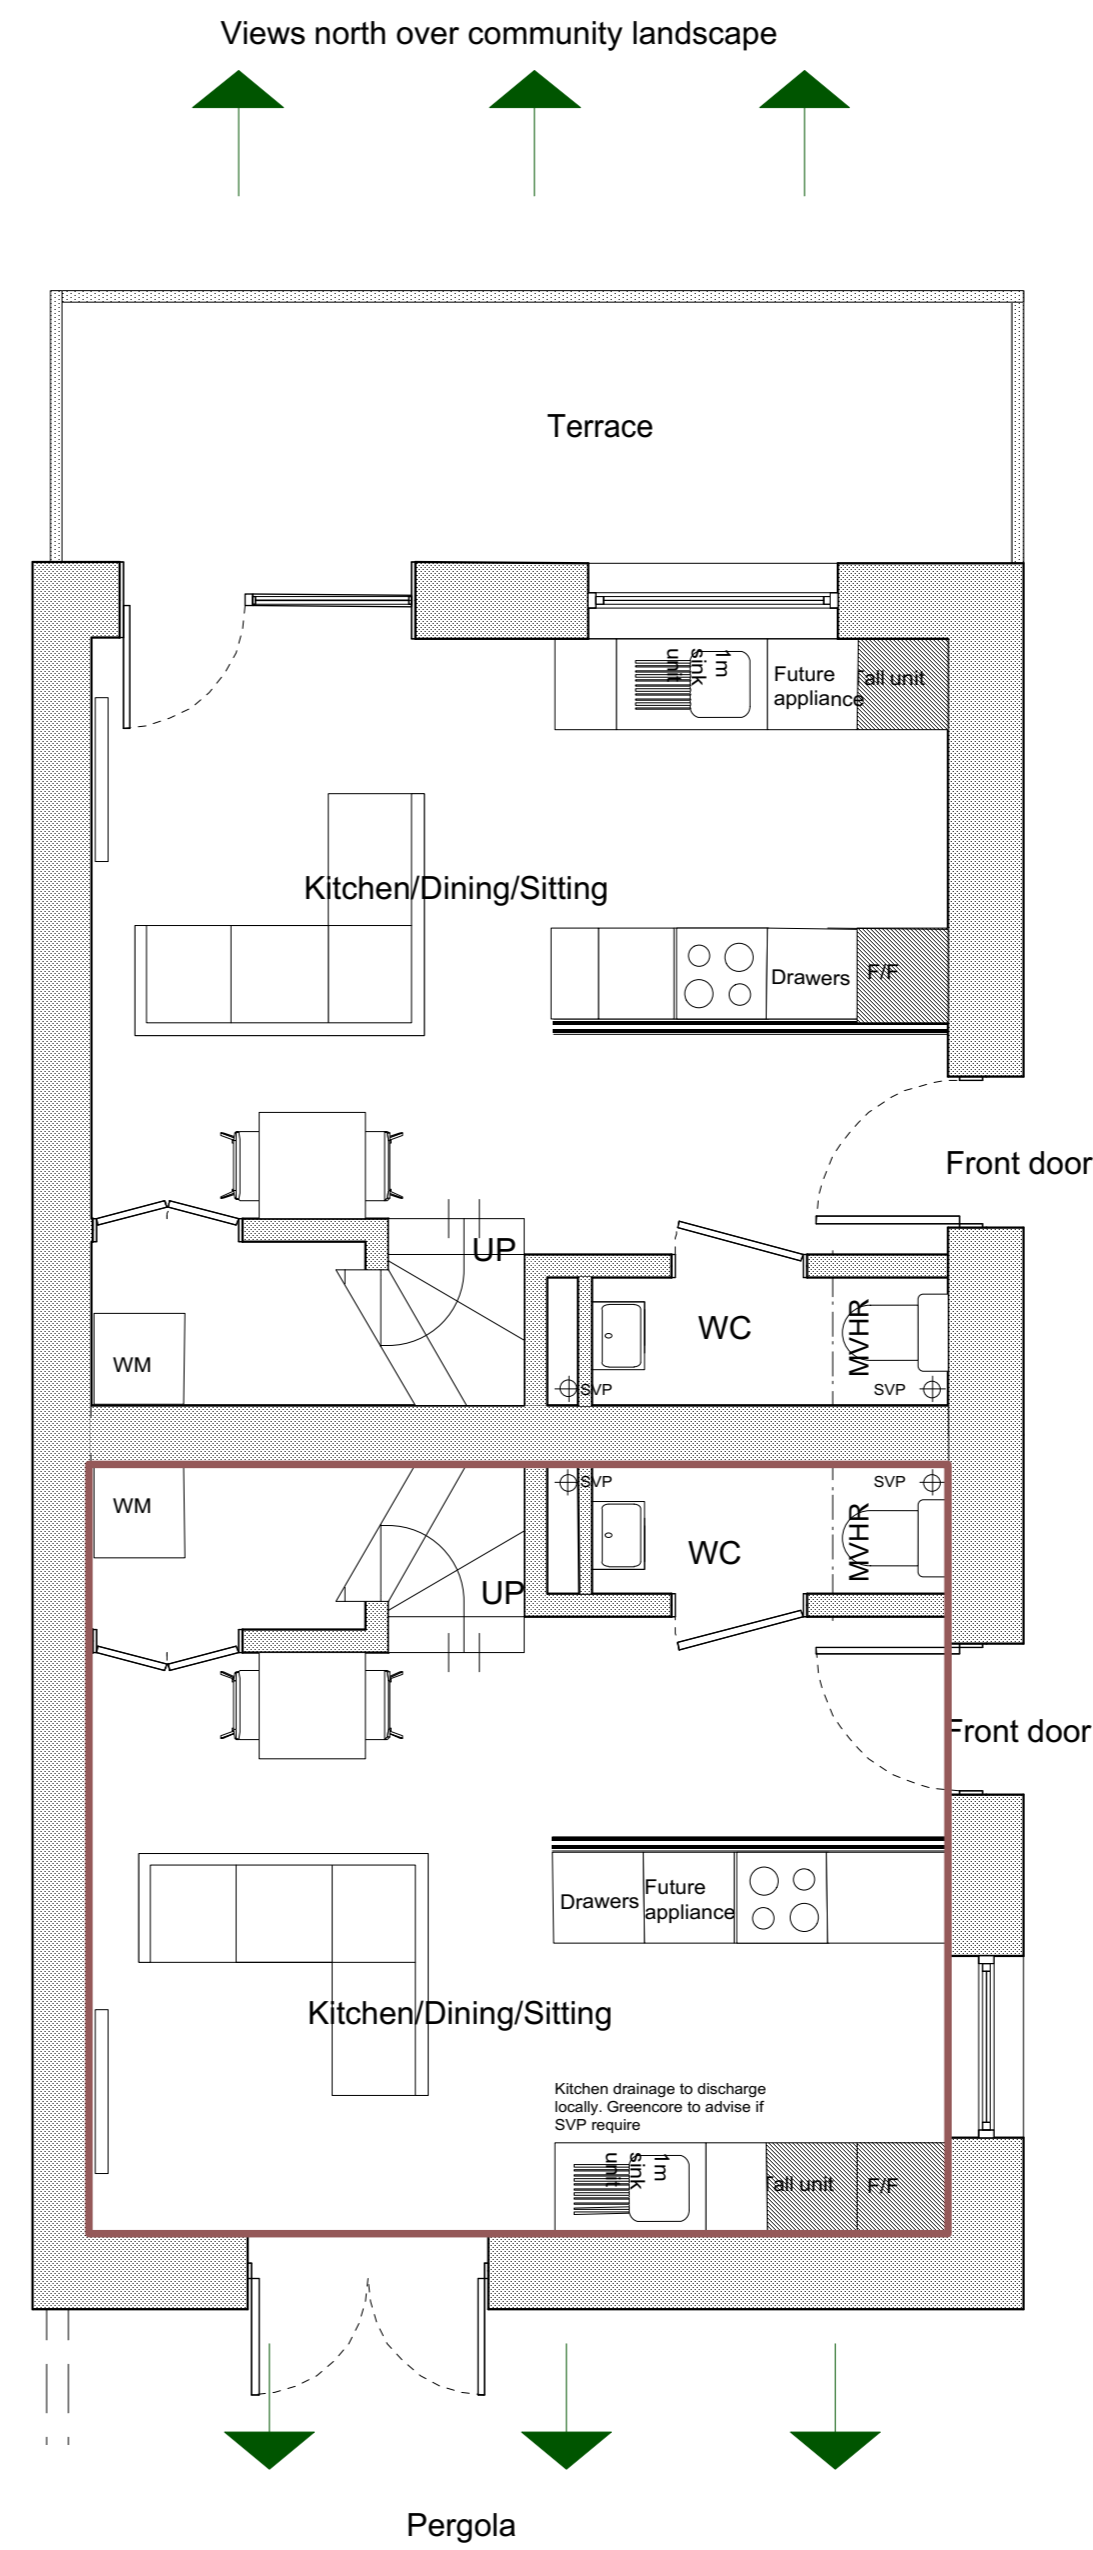 Views north over community landscape
Terrace
1m
sink
unit
Future
appliance
Tall unit
Kitchen/Dining/Sitting
Drawers
F/F
Front door
UP
WC
MVHR
WM
SVP
SVP
WM
SVP
SVP
WC
MVHR
UP
Front door
Drawers
Future
appliance
Kitchen/Dining/Sitting
Kitchen drainage to discharge
locally. Greencore to advise if
SVP require
1m
sink
unit
Tall unit
F/F
Pergola